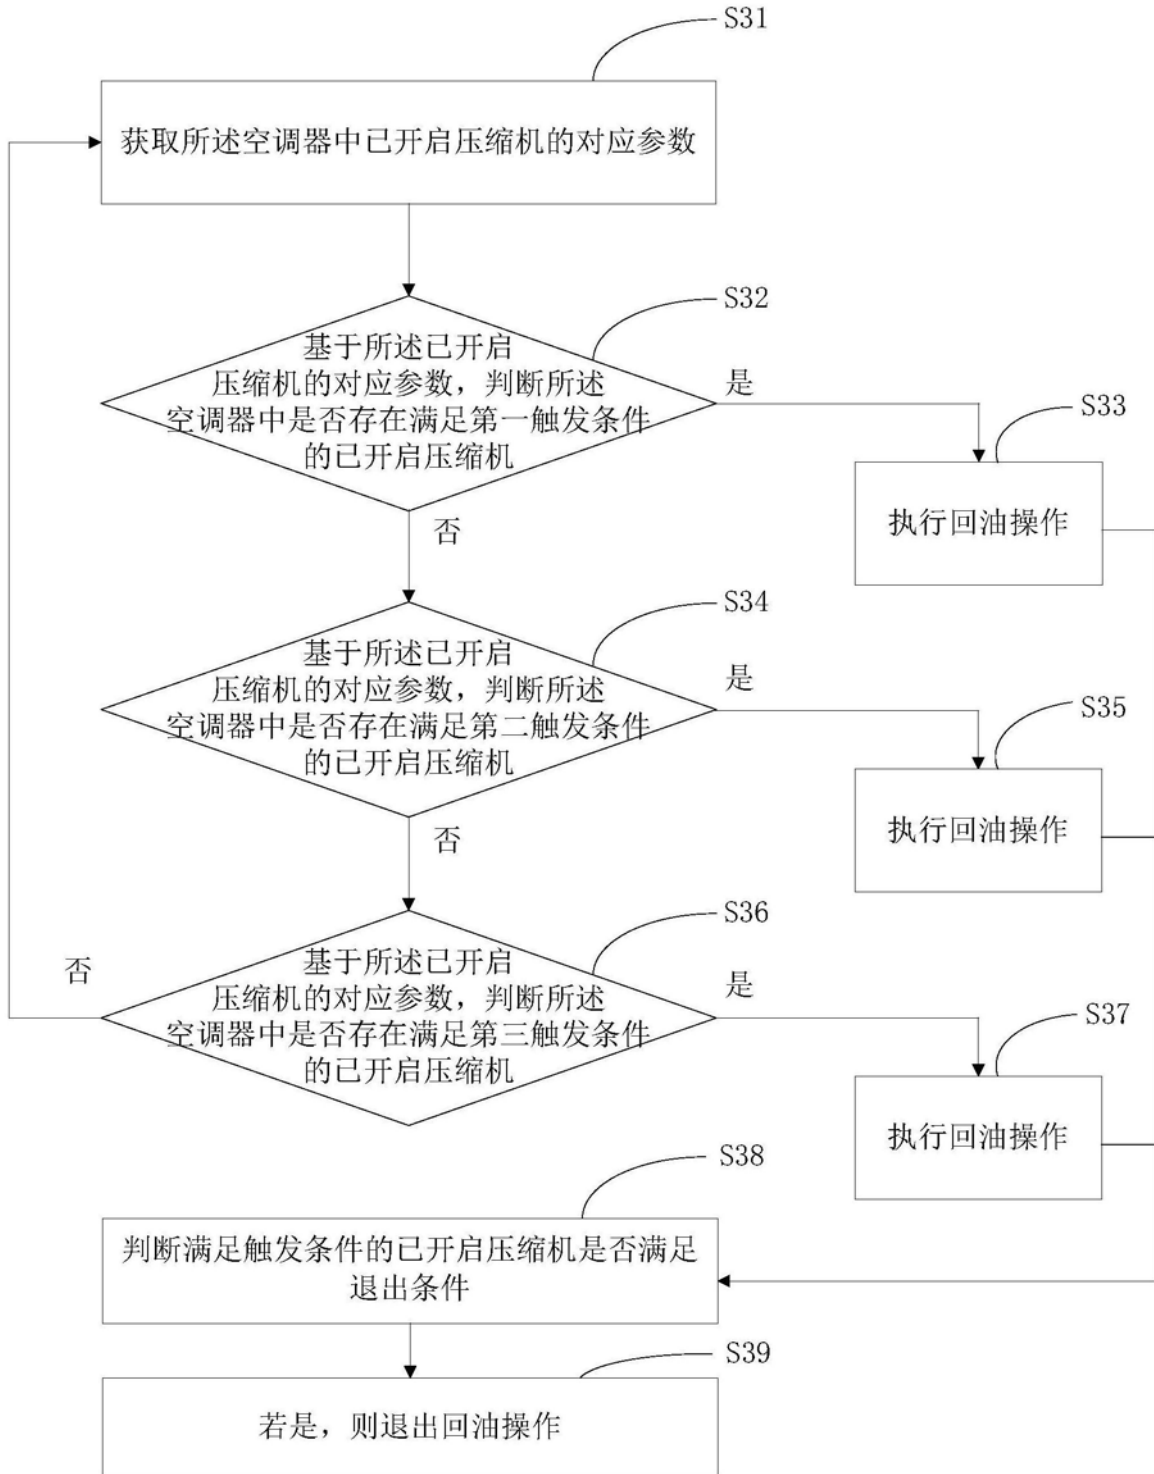 S31
获取所述空调器中已开启压缩机的对应参数
S32
基于所述已开启
压缩机的对应参数，判断所述
空调器中是否存在满足第一触发条件
的已开启压缩机
是
S33
执行回油操作
否
S34
基于所述已开启
压缩机的对应参数，判断所述
空调器中是否存在满足第二触发条件
的已开启压缩机
是
S35
执行回油操作
否
S36
基于所述已开启
压缩机的对应参数，判断所述
空调器中是否存在满足第三触发条件
的已开启压缩机
否
是
S37
执行回油操作
S38
判断满足触发条件的已开启压缩机是否满足
退出条件
S39
若是，则退出回油操作